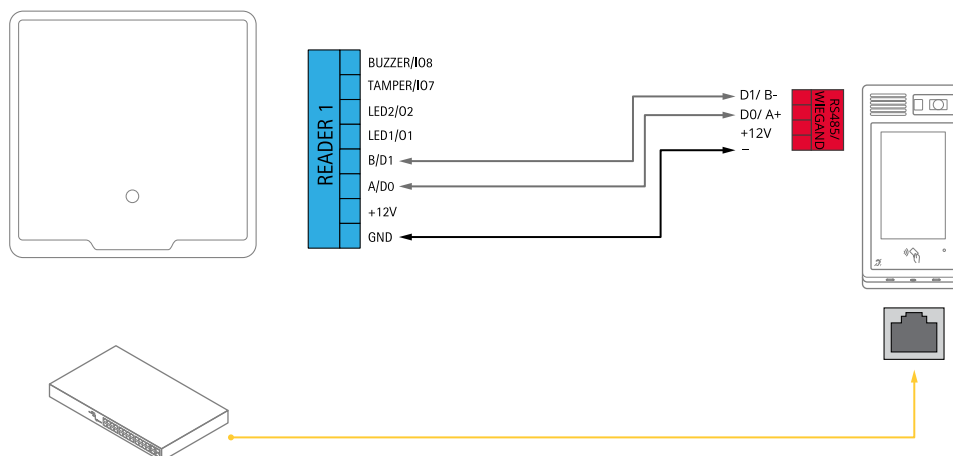 READER 1
BUZZER/IO8
TAMPER/IO7
LED2/O2
LED1/O1
B/D1
A/D0
+12V
GND
D1/ B-
D0/ A+
+12V
–
RS485/
WIEGAND